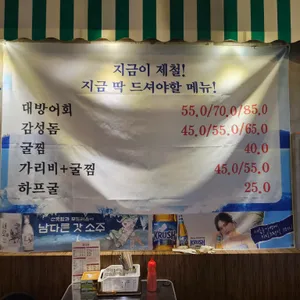 지금이 제철!
지금 딱 드셔야할 메뉴!
대방어회 55.0/70.0/85.0
감성돔 45.0/55.0/65.0
굴찜 40.0
가리비+굴찜 45.0/55.0
하프굴 25.0
남다른 갓 소주
KRUSH